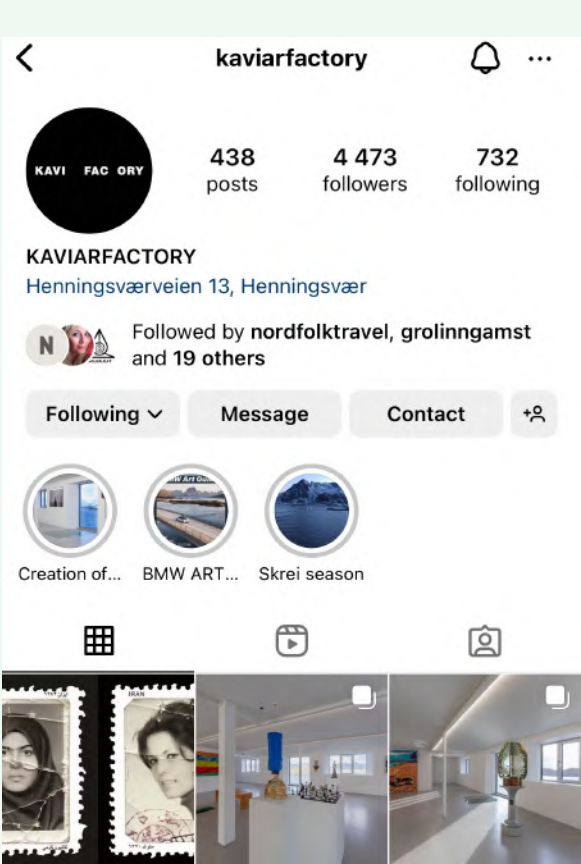 kaviarfactory
KAVI FAC ORY
438
posts
4 473
followers
732
following
KAVIARFACTORY
Henningsværveien 13, Henningsvær
N
Followed by nordfolktravel, grolinngamst
and 19 others
Following
Message
Contact
Creation of...
BMW ART...
Skrei season
IRAN